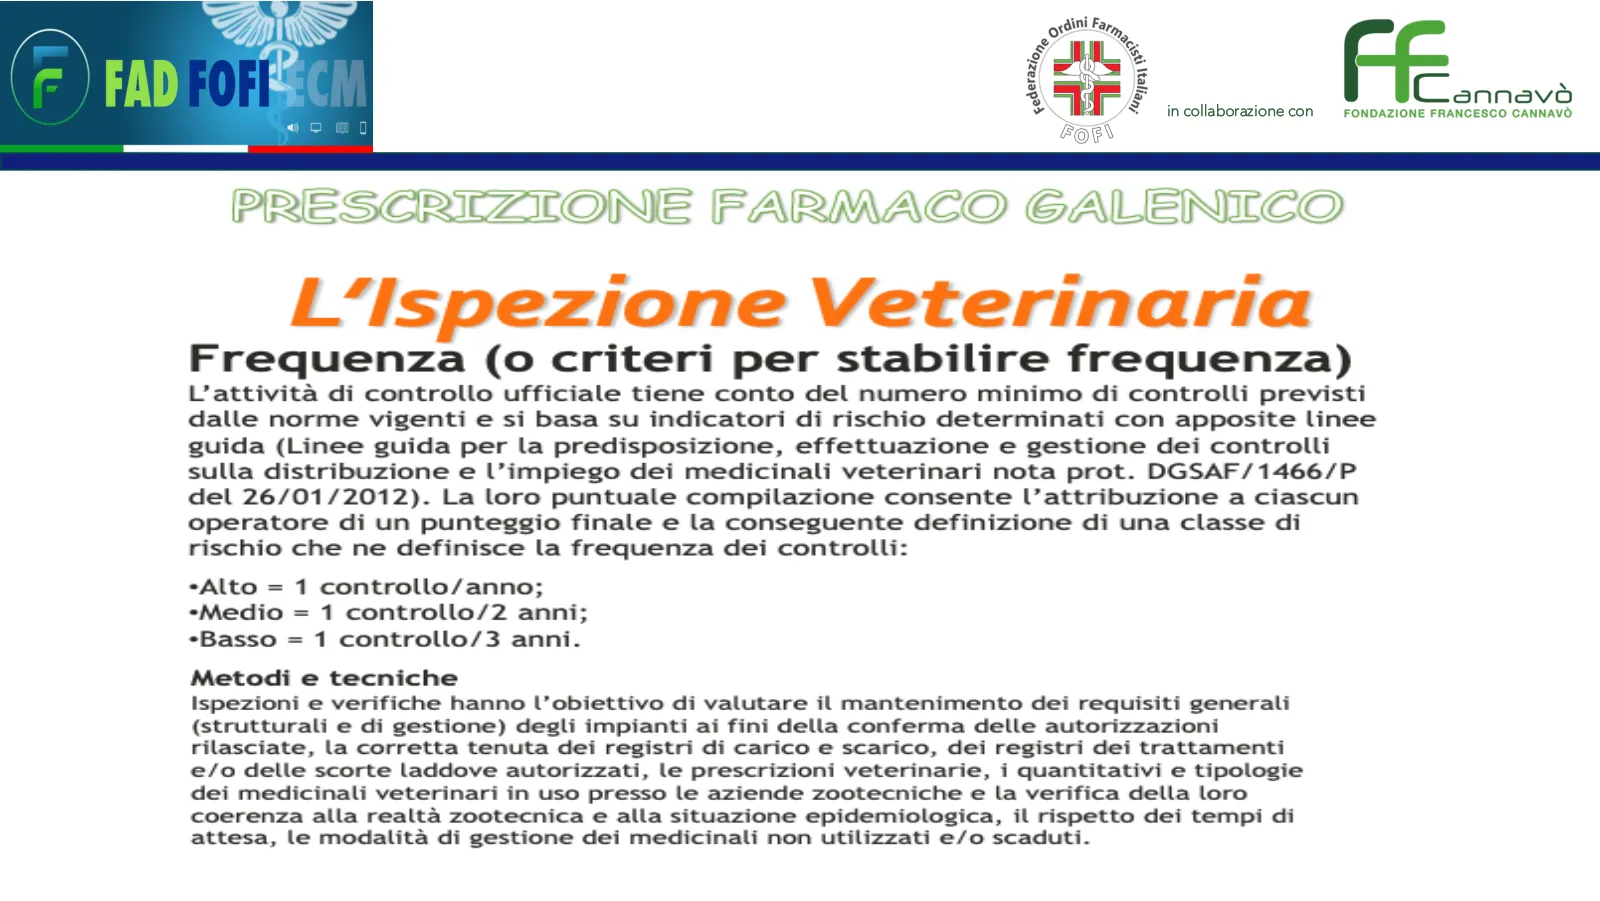 FAD FOFI ECM
Federazione Ordini Farmacisti Italiani
FOFI
in collaborazione con
Cannavò
FONDAZIONE FRANCESCO CANNAVÒ
PRESCRIZIONE FARMACO GALENICO
L’Ispezione Veterinaria
Frequenza (o criteri per stabilire frequenza)
L’attività di controllo ufficiale tiene conto del numero minimo di controlli previsti
dalle norme vigenti e si basa su indicatori di rischio determinati con apposite linee
guida (Linee guida per la predisposizione, effettuazione e gestione dei controlli
sulla distribuzione e l’impiego dei medicinali veterinari nota prot. DGSAF/1466/P
del 26/01/2012). La loro puntuale compilazione consente l’attribuzione a ciascun
operatore di un punteggio finale e la conseguente definizione di una classe di
rischio che ne definisce la frequenza dei controlli:
•Alto = 1 controllo/anno;
•Medio = 1 controllo/2 anni;
•Basso = 1 controllo/3 anni.
Metodi e tecniche
Ispezioni e verifiche hanno l’obiettivo di valutare il mantenimento dei requisiti generali
(strutturali e di gestione) degli impianti ai fini della conferma delle autorizzazioni
rilasciate, la corretta tenuta dei registri di carico e scarico, dei registri dei trattamenti
e/o delle scorte laddove autorizzati, le prescrizioni veterinarie, i quantitativi e tipologie
dei medicinali veterinari in uso presso le aziende zootecniche e la verifica della loro
coerenza alla realtà zootecnica e alla situazione epidemiologica, il rispetto dei tempi di
attesa, le modalità di gestione dei medicinali non utilizzati e/o scaduti.